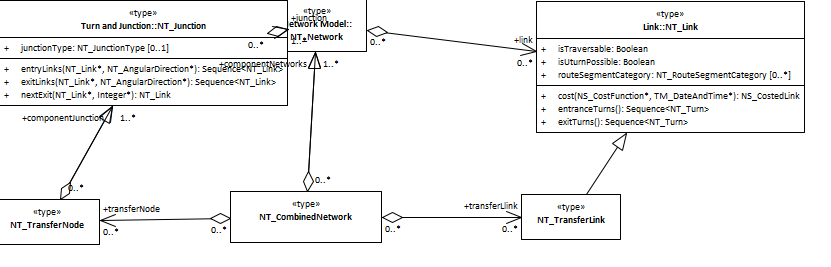 «type»
Turn and Junction::NT_Junction
+ junctionType: NT_JunctionType [0..1]
+ entryLinks(NT_Link*, NT_AngularDirection*): Sequence<NT_Link>
+ exitLinks(NT_Link*, NT_AngularDirection*): Sequence<NT_Link>
+ nextExit(NT_Link*, Integer*): NT_Link
«type»
etwork Model::
NT_Network
+junction
0..*
1..*
0..*
+link
0..*
«type»
Link::NT_Link
+ isTraversable: Boolean
+ isUturnPossible: Boolean
+ routeSegmentCategory: NT_RouteSegmentCategory [0..*]
+ cost(NS_CostFunction*, TM_DateAndTime*): NS_CostedLink
+ entranceTurns(): Sequence<NT_Turn>
+ exitTurns(): Sequence<NT_Turn>
+componentNetworks
1..*
+componentJunction
1..*
0..*
0..*
«type»
NT_TransferNode
+transferNode
0..*
0..*
«type»
NT_CombinedNetwork
0..*
+transferLlink
0..*
«type»
NT_TransferLink